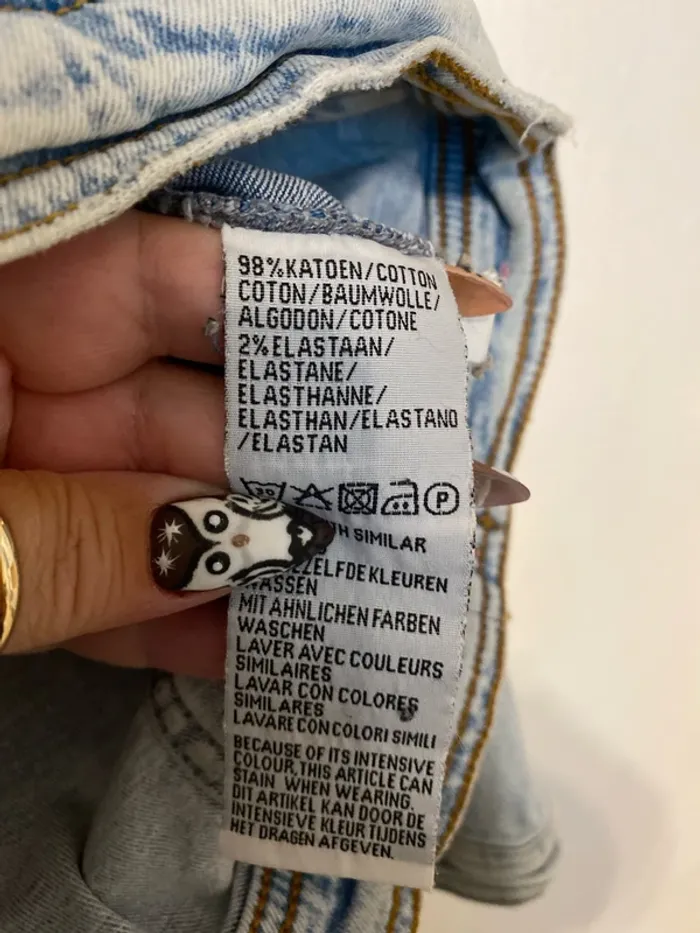 98%KATOEN/COTTON
COTON/BAUMWOLLE/
ALGODON/COTONE
2%ELASTAAN/
ELASTANE/
ELASTHANNE/
ELASTHAN/ELASTANO
/ELASTAN
30 P
SIMILAR
ZELFDE KLEUREN
WASSEN
MIT AHNLICHEN FARBEN
WASCHEN
LAVER AVEC COULEURS
SIMILAIRES
LAVAR CON COLORES
SIMILARES
LAVARE CON COLORI SIMILI
BECAUSE OF ITS INTENSIVE
COLOUR, THIS ARTICLE CAN
STAIN WHEN WEARING.
DIT ARTIKEL KAN DOOR DE
INTENSIEVE KLEUR TIJDENS
HET DRAGEN AFGEVEN.